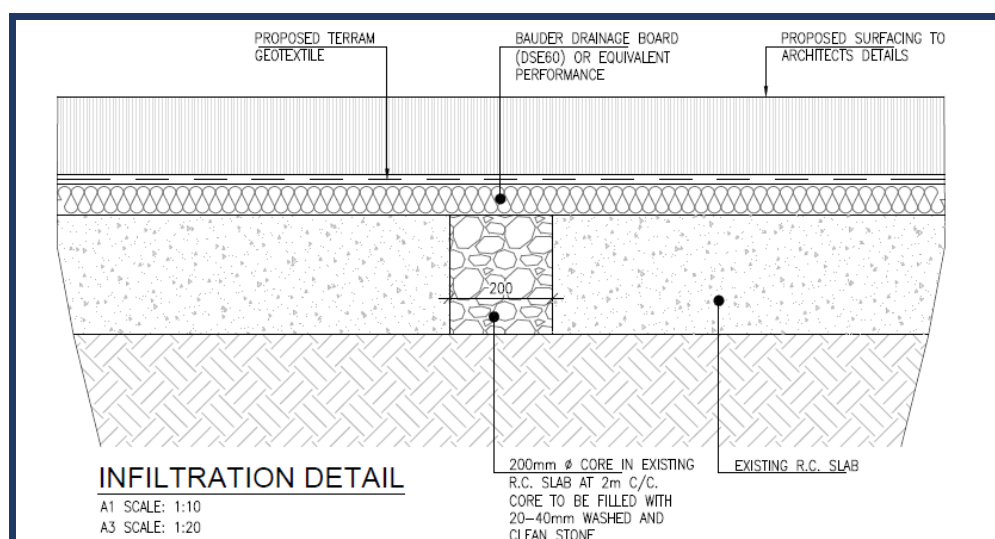 PROPOSED TERRAM
GEOTEXTILE
BAUDER DRAINAGE BOARD
(DSE60) OR EQUIVALENT
PERFORMANCE
PROPOSED SURFACING TO
ARCHITECTS DETAILS
200
INFILTRATION DETAIL
A1 SCALE: 1:10
A3 SCALE: 1:20
200mm ø CORE IN EXISTING
R.C. SLAB AT 2m C/C.
CORE TO BE FILLED WITH
20-40mm WASHED AND
CLEAN STONE
EXISTING R.C. SLAB